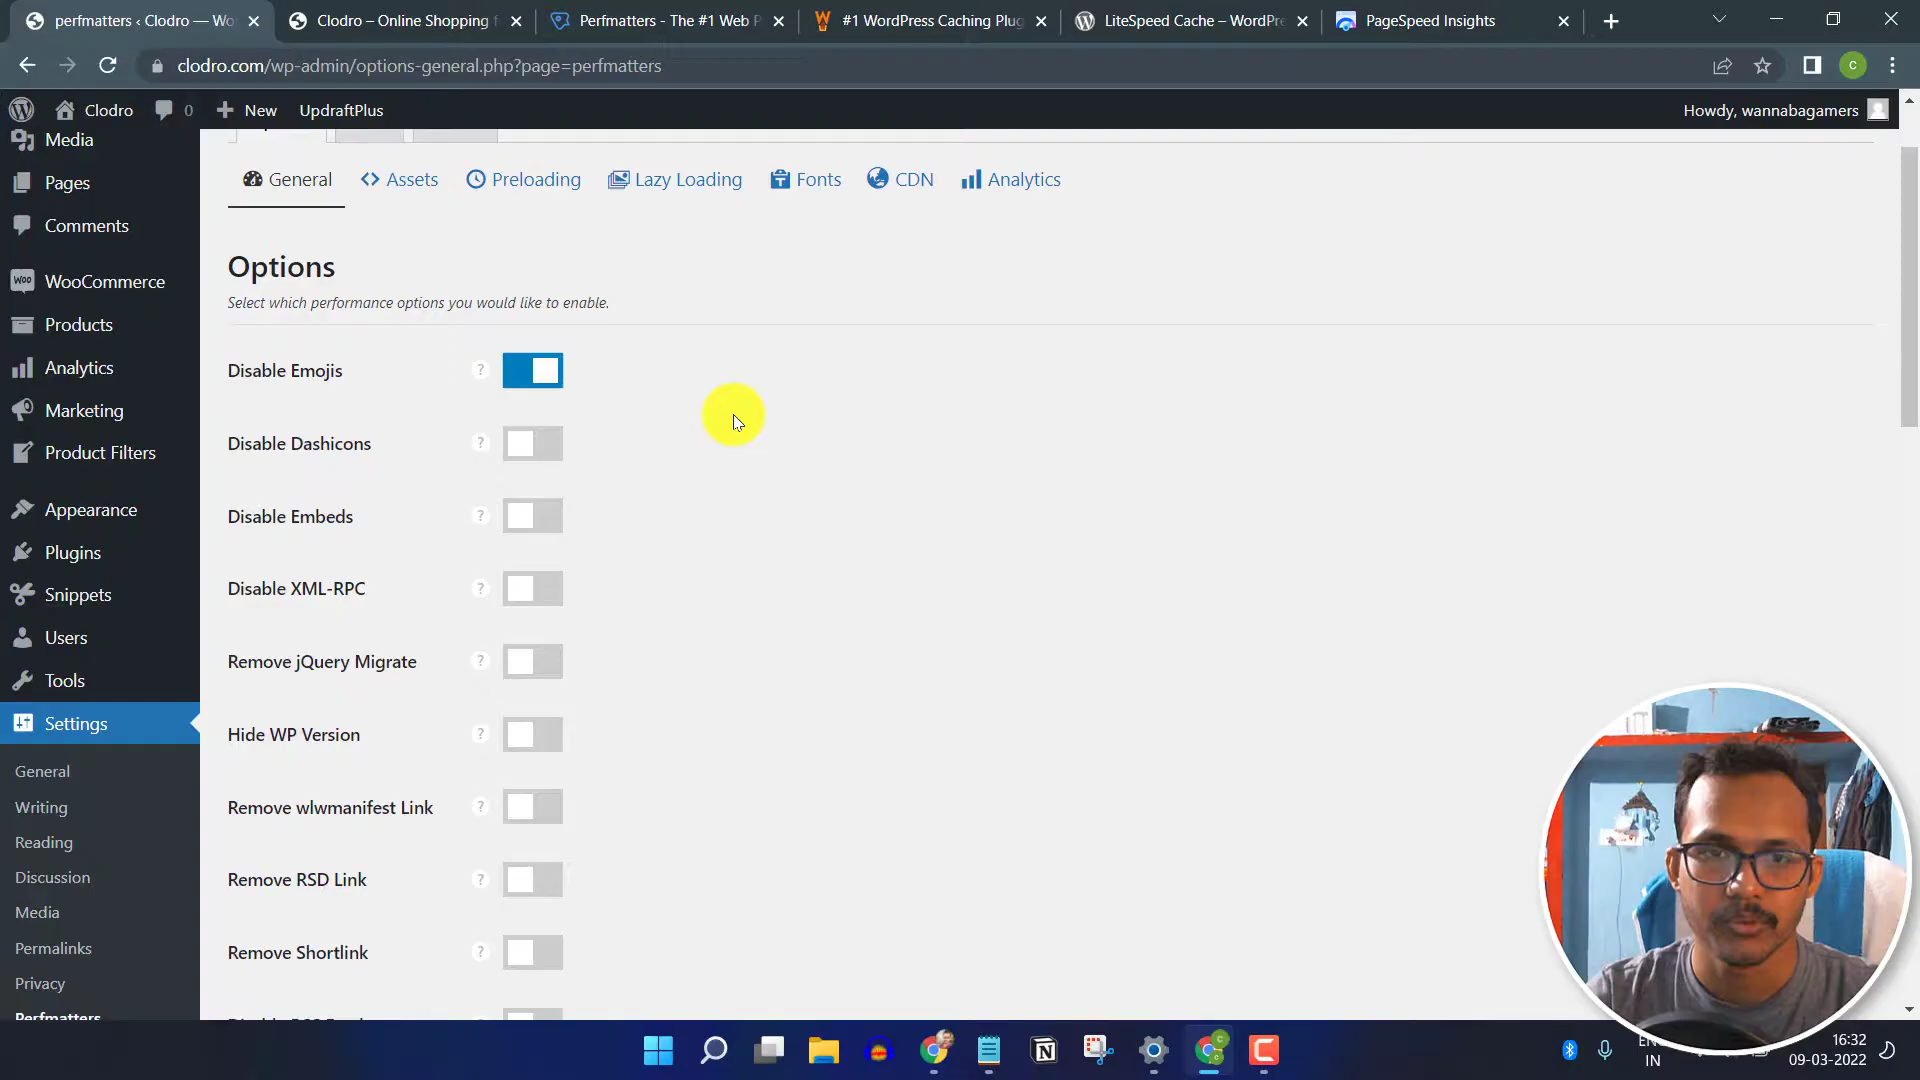 perfmatters ‹ Clodro — Wo
Clodro – Online Shopping f
Perfmatters - The #1 Web P
#1 WordPress Caching Plug
LiteSpeed Cache – WordPre
PageSpeed Insights
clodro.com/wp-admin/options-general.php?page=perfmatters
C
Clodro
0
New
UpdraftPlus
Howdy, wannabagamers
Media
Pages
Comments
WooCommerce
Products
Analytics
Marketing
Product Filters
Appearance
Plugins
Snippets
Users
Tools
Settings
General
Writing
Reading
Discussion
Media
Permalinks
Privacy
Perfmatters
General
Assets
Preloading
Lazy Loading
Fonts
CDN
Analytics
Options
Select which performance options you would like to enable.
Disable Emojis ?
Disable Dashicons ?
Disable Embeds ?
Disable XML-RPC ?
Remove jQuery Migrate ?
Hide WP Version ?
Remove wlwmanifest Link ?
Remove RSD Link ?
Remove Shortlink ?
IN
16:32
09-03-2022